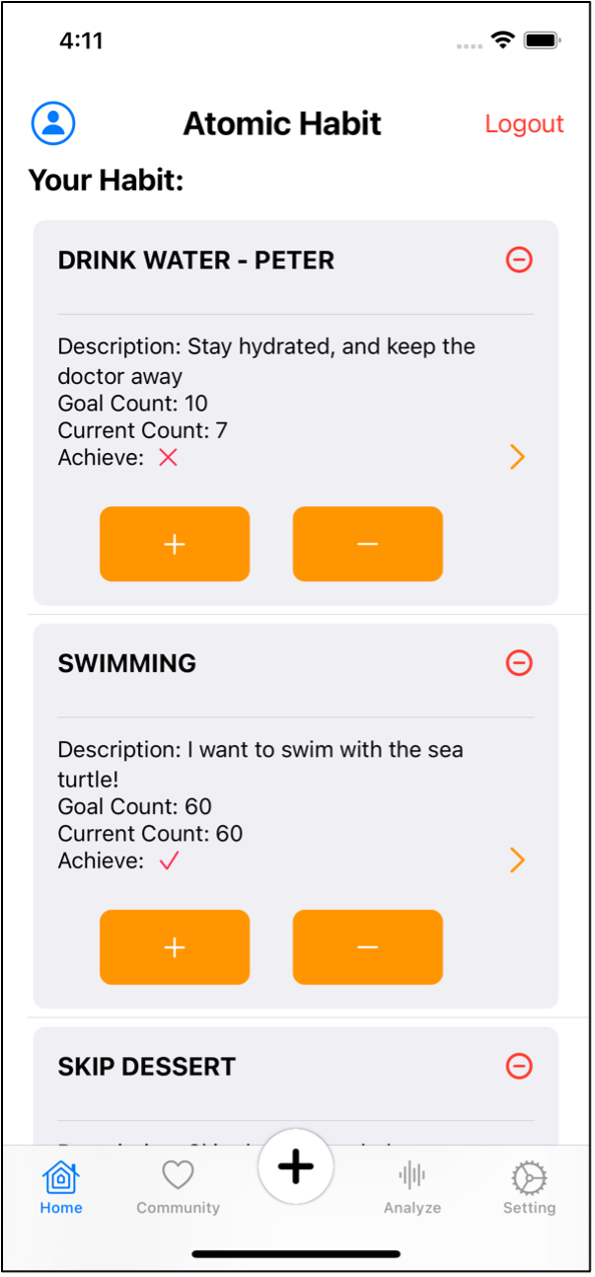 4:11
Atomic Habit
Logout
Your Habit:
DRINK WATER - PETER
Description: Stay hydrated, and keep the
doctor away
Goal Count: 10
Current Count: 7
Achieve:
+ −
SWIMMING
Description: I want to swim with the sea
turtle!
Goal Count: 60
Current Count: 60
Achieve:
+ −
SKIP DESSERT
Home
Community
+
Analyze
Setting